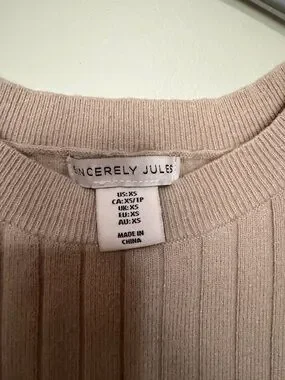 SINCERELY JULES
US:XS
CA:XS/TP
UK:XS
EU:XS
AU:XS
MADE IN
CHINA